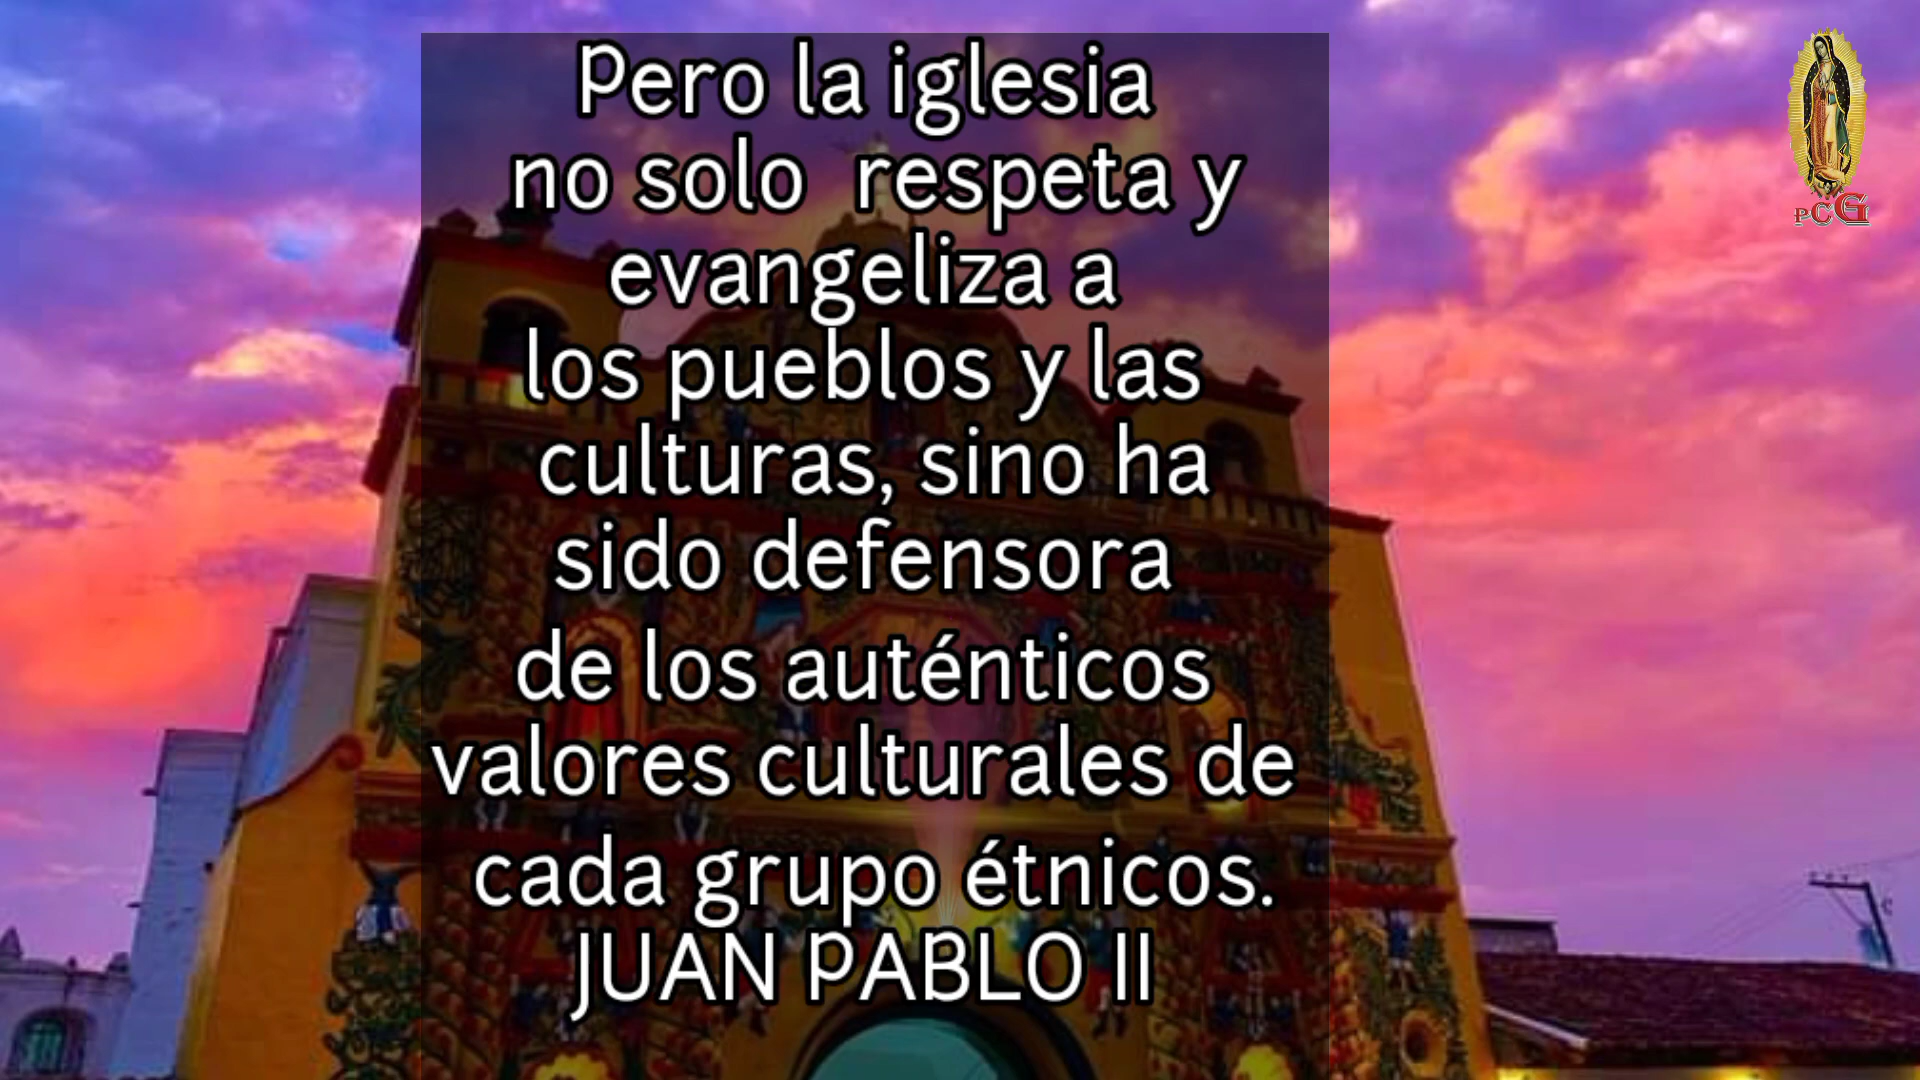 Pero la iglesia
no solo  respeta y
evangeliza a
los pueblos y las
culturas, sino ha
sido defensora
de los auténticos
valores culturales de
cada grupo étnicos.
JUAN PABLO II
PCG